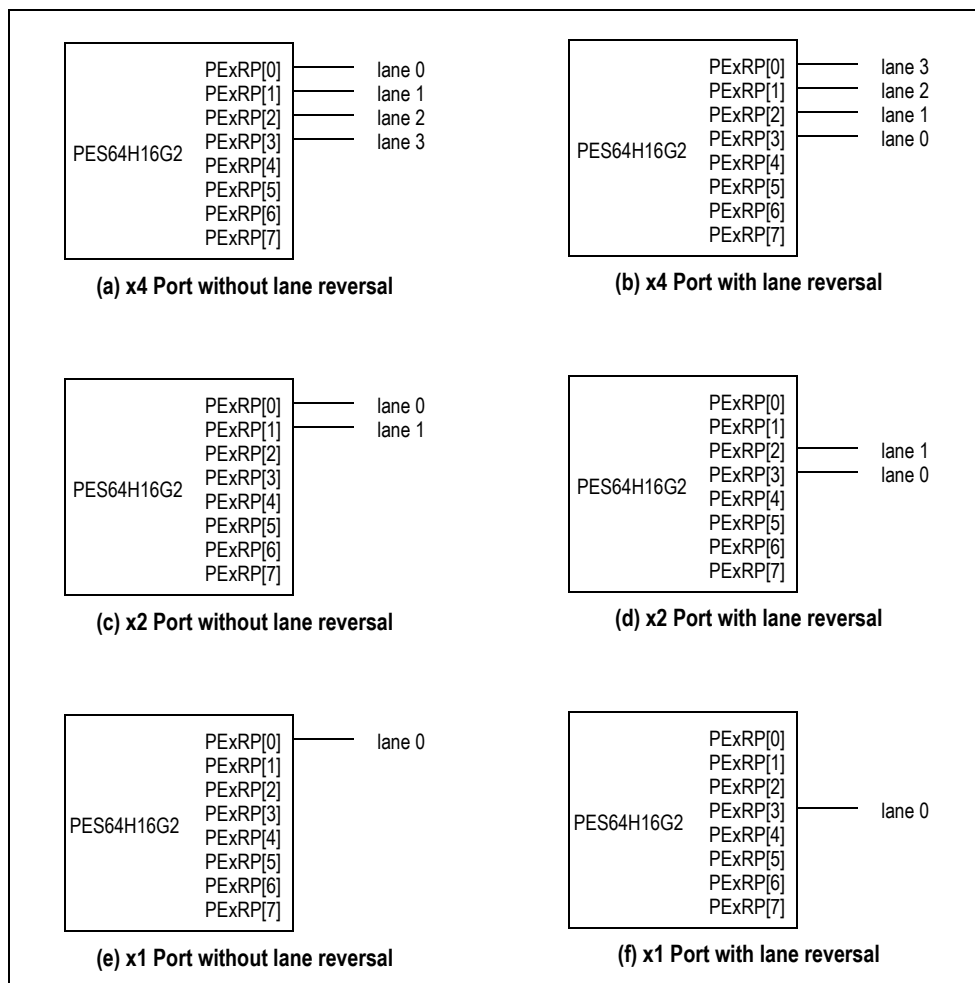 PExRP[0] lane 0
PExRP[1] lane 1
PExRP[2] lane 2
PExRP[3] lane 3
PES64H16G2
PExRP[4]
PExRP[5]
PExRP[6]
PExRP[7]
(a) x4 Port without lane reversal
PExRP[0] lane 3
PExRP[1] lane 2
PExRP[2] lane 1
PExRP[3] lane 0
PES64H16G2
PExRP[4]
PExRP[5]
PExRP[6]
PExRP[7]
(b) x4 Port with lane reversal
PExRP[0] lane 0
PExRP[1] lane 1
PExRP[2]
PExRP[3]
PES64H16G2
PExRP[4]
PExRP[5]
PExRP[6]
PExRP[7]
(c) x2 Port without lane reversal
PExRP[0]
PExRP[1]
PExRP[2] lane 1
PExRP[3] lane 0
PES64H16G2
PExRP[4]
PExRP[5]
PExRP[6]
PExRP[7]
(d) x2 Port with lane reversal
PExRP[0] lane 0
PExRP[1]
PExRP[2]
PExRP[3]
PES64H16G2
PExRP[4]
PExRP[5]
PExRP[6]
PExRP[7]
(e) x1 Port without lane reversal
PExRP[0]
PExRP[1]
PExRP[2]
PExRP[3] lane 0
PES64H16G2
PExRP[4]
PExRP[5]
PExRP[6]
PExRP[7]
(f) x1 Port with lane reversal